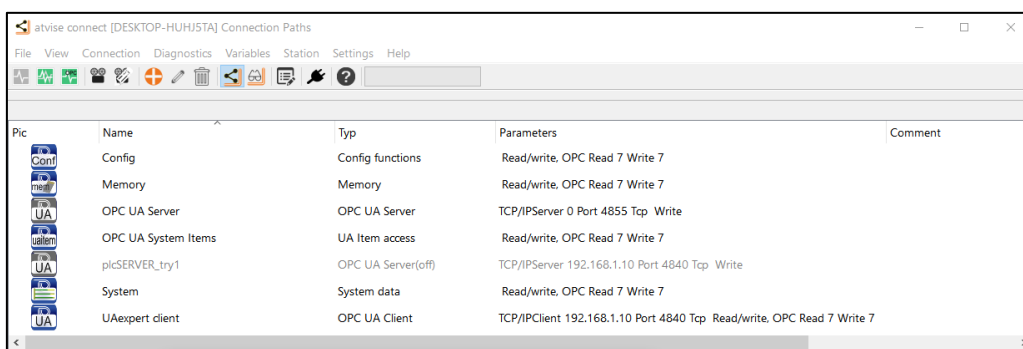 atvise connect [DESKTOP-HUHJ5TA] Connection Paths
File View Connection Diagnostics Variables Station Settings Help
Pic Name Typ Parameters Comment
Conf Config Config functions Read/write, OPC Read 7 Write 7
mem Memory Memory Read/write, OPC Read 7 Write 7
UA OPC UA Server OPC UA Server TCP/IPServer 0 Port 4855 Tcp Write
uaitem OPC UA System Items UA Item access Read/write, OPC Read 7 Write 7
UA plcSERVER_try1 OPC UA Server(off) TCP/IPServer 192.168.1.10 Port 4840 Tcp Write
System System data Read/write, OPC Read 7 Write 7
UA UAexpert client OPC UA Client TCP/IPClient 192.168.1.10 Port 4840 Tcp Read/write, OPC Read 7 Write 7